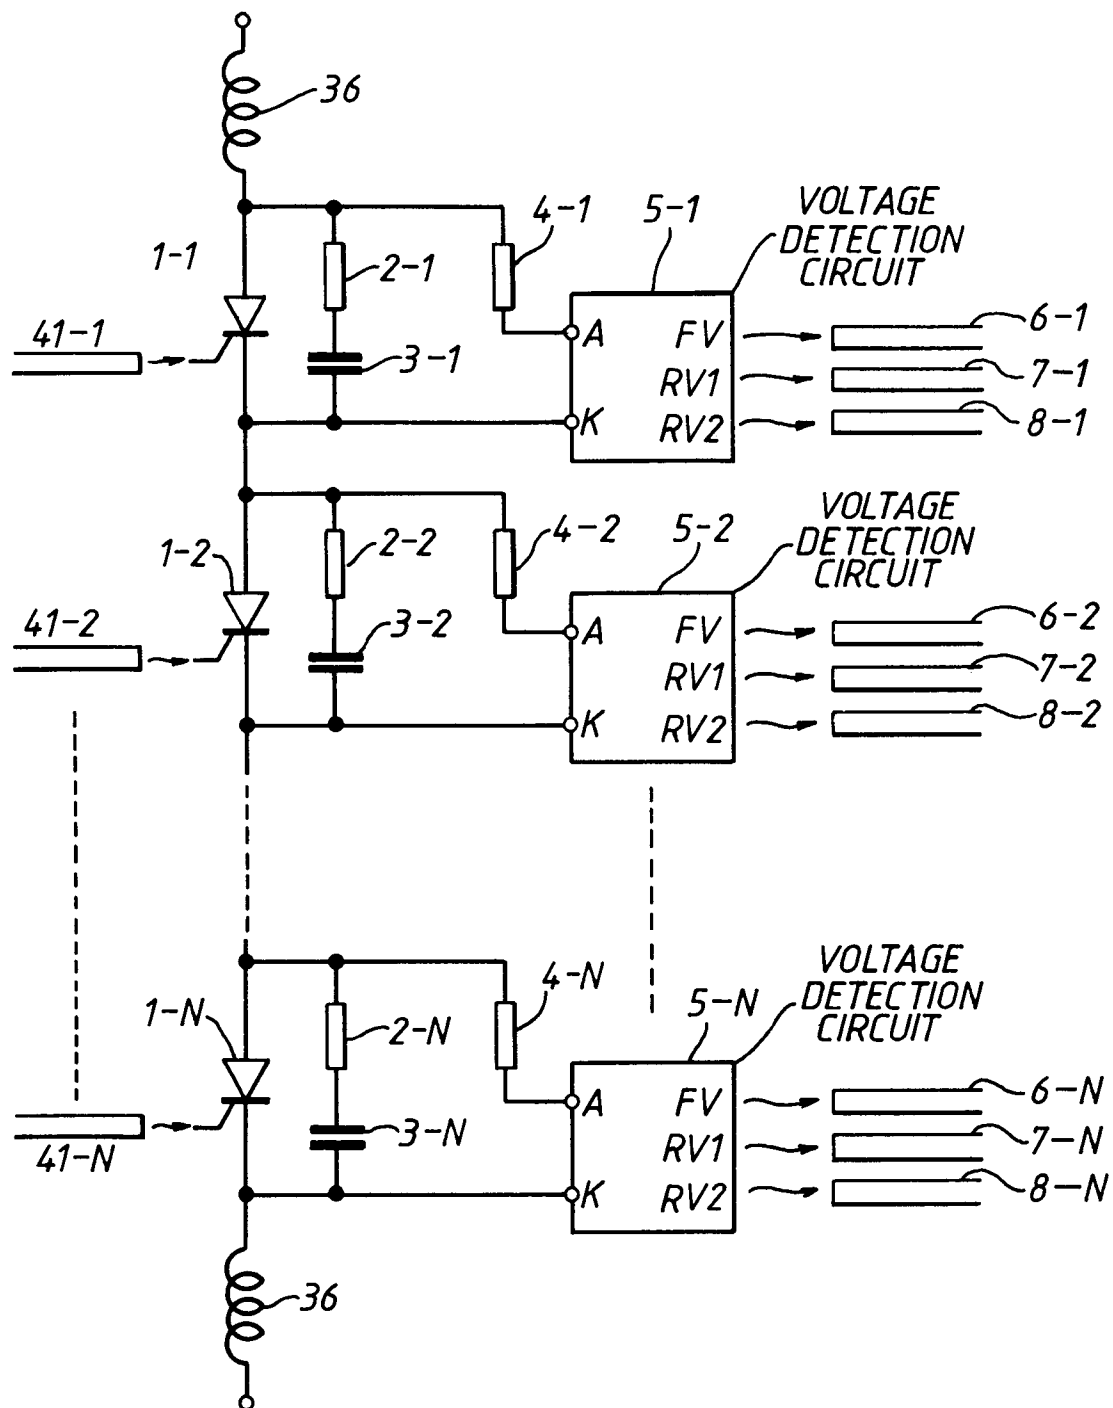 36
VOLTAGE
DETECTION
CIRCUIT
4-1
5-1
1-1
2-1
41-1
3-1
A
K
FV
RV1
RV2
6-1
7-1
8-1
VOLTAGE
DETECTION
CIRCUIT
4-2
5-2
1-2
2-2
41-2
3-2
A
K
FV
RV1
RV2
6-2
7-2
8-2
VOLTAGE
DETECTION
CIRCUIT
4-N
5-N
1-N
2-N
41-N
3-N
A
K
FV
RV1
RV2
6-N
7-N
8-N
36